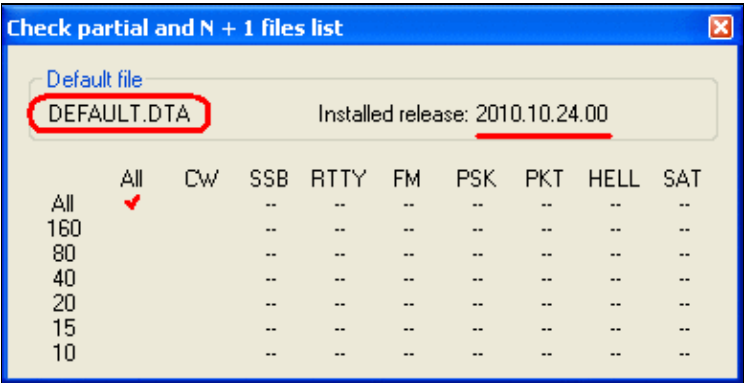 Check partial and N + 1 files list
Default file
DEFAULT.DTA Installed release: 2010.10.24.00
All CW SSB RTTY FM PSK PKT HELL SAT
All -- -- -- -- -- -- --
160 -- -- -- -- -- -- --
80 -- -- -- -- -- -- --
40 -- -- -- -- -- -- --
20 -- -- -- -- -- -- --
15 -- -- -- -- -- -- --
10 -- -- -- -- -- -- --